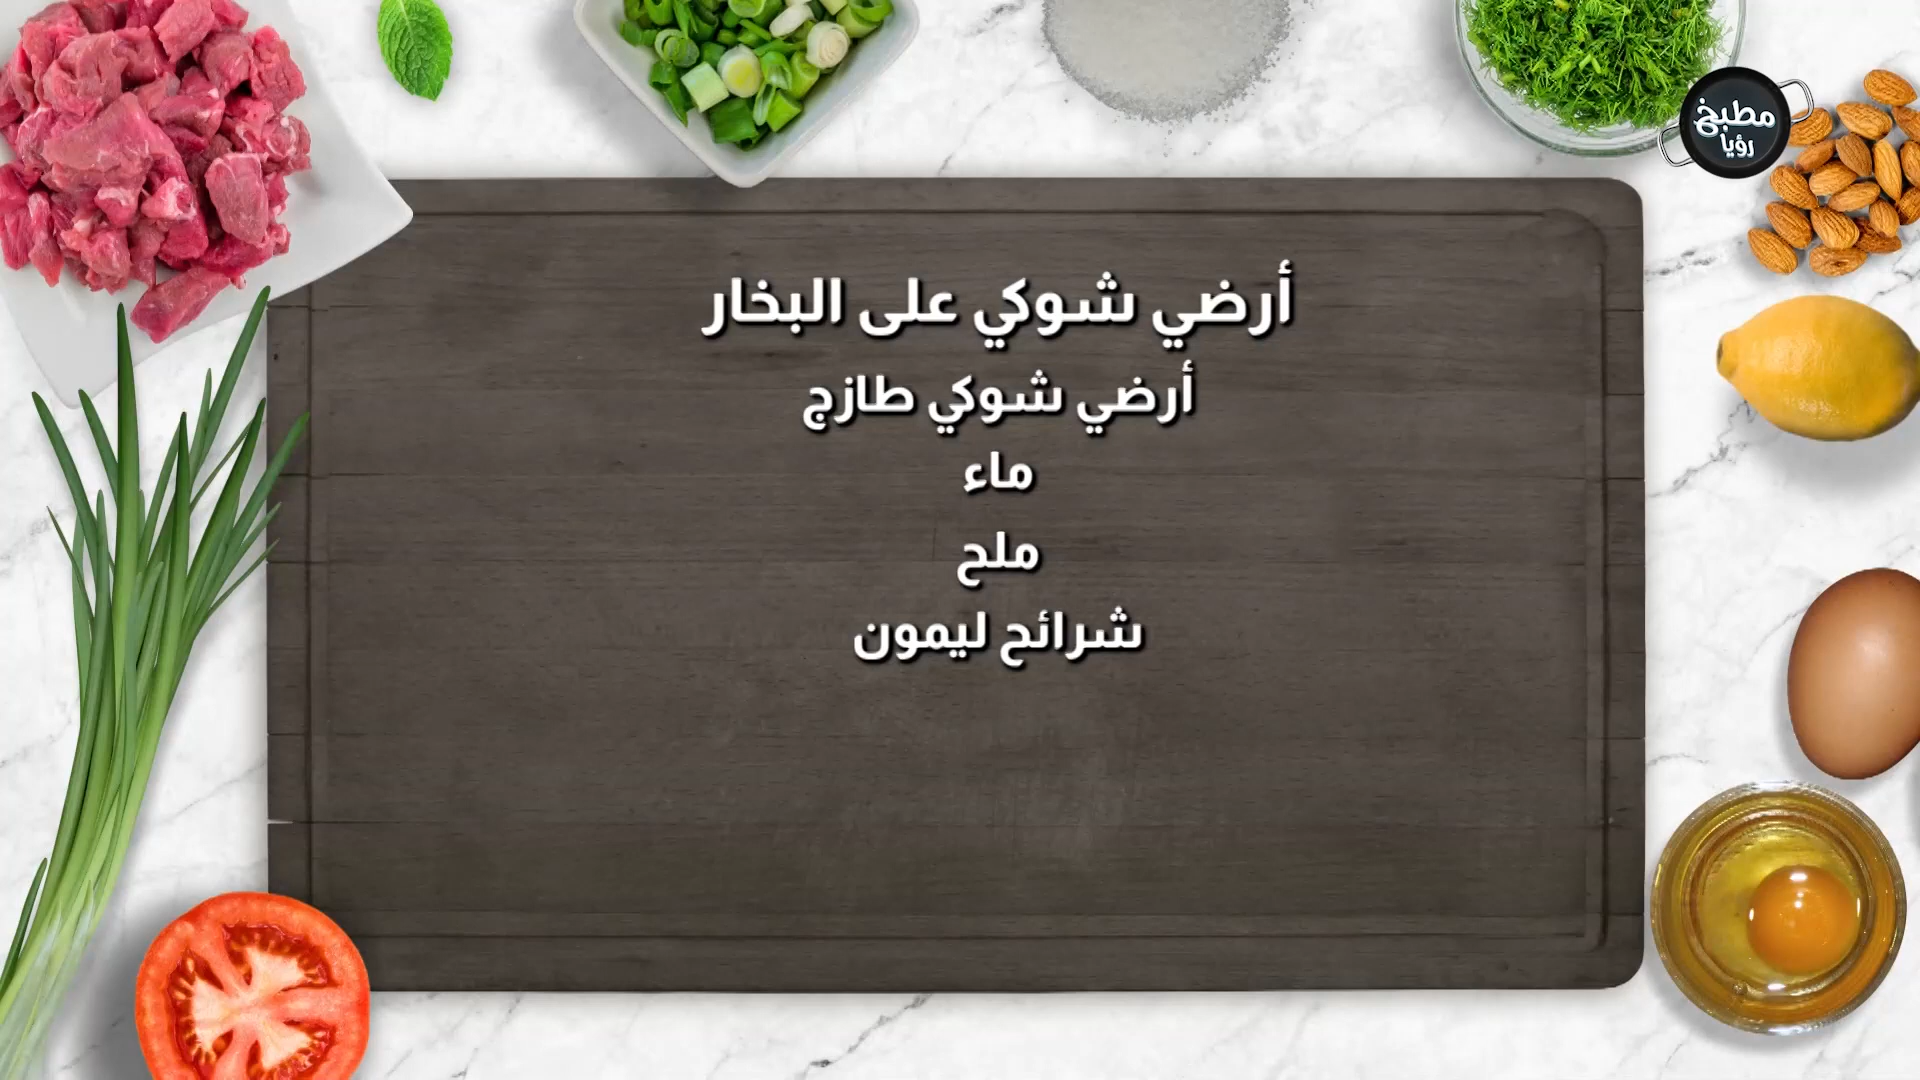 مطبخ
رؤيا
أرضي شوكي على البخار
أرضي شوكي طازج
ماء
ملح
شرائح ليمون